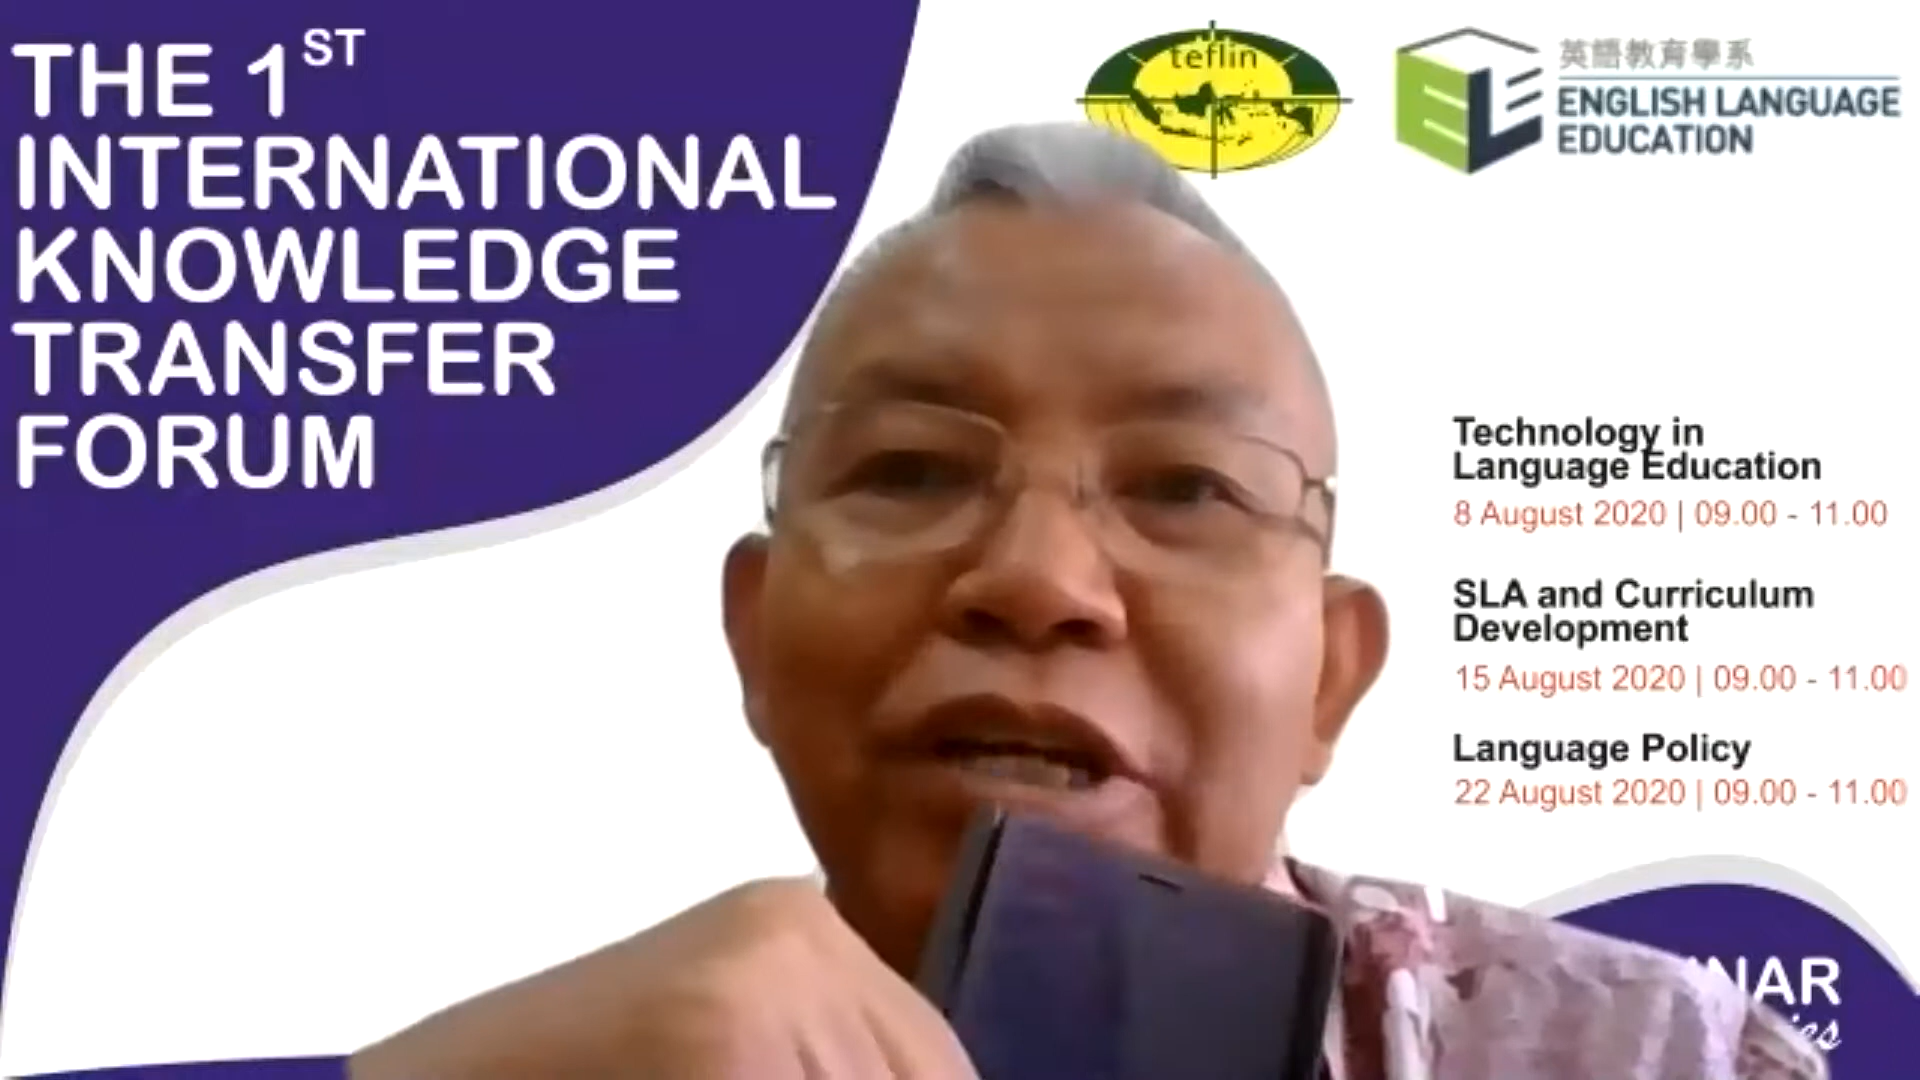 THE 1ST
INTERNATIONAL
KNOWLEDGE
TRANSFER
FORUM
teflin
英語教育學系
ENGLISH LANGUAGE
EDUCATION
Technology in
Language Education
8 August 2020 | 09.00 - 11.00
SLA and Curriculum
Development
15 August 2020 | 09.00 - 11.00
Language Policy
22 August 2020 | 09.00 - 11.00